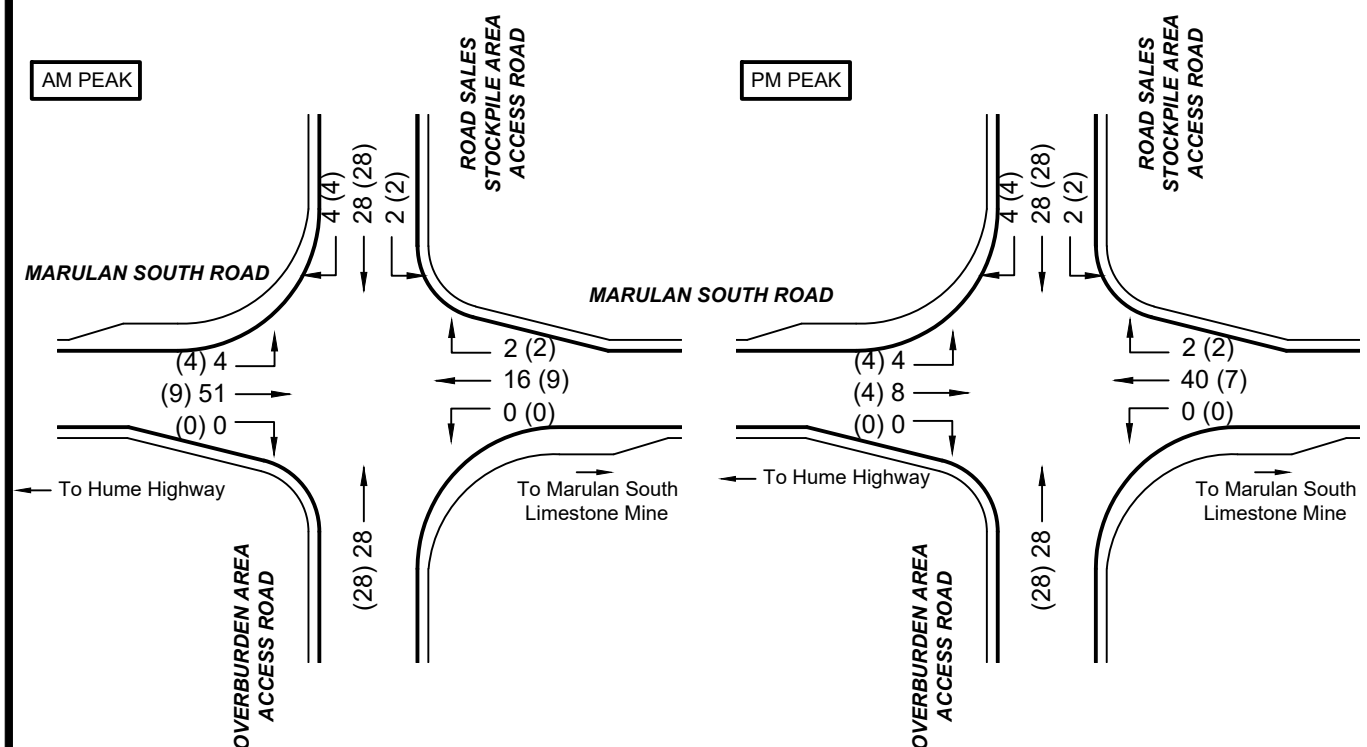 AM PEAK
ROAD SALES
STOCKPILE AREA
ACCESS ROAD
4 (4)
28 (28)
2 (2)
MARULAN SOUTH ROAD
(4) 4
(9) 51
(0) 0
2 (2)
16 (9)
0 (0)
To Hume Highway
To Marulan South
Limestone Mine
(28) 28
OVERBURDEN AREA
ACCESS ROAD
PM PEAK
ROAD SALES
STOCKPILE AREA
ACCESS ROAD
4 (4)
28 (28)
2 (2)
MARULAN SOUTH ROAD
(4) 4
(4) 8
(0) 0
2 (2)
40 (7)
0 (0)
To Hume Highway
To Marulan South
Limestone Mine
(28) 28
OVERBURDEN AREA
ACCESS ROAD